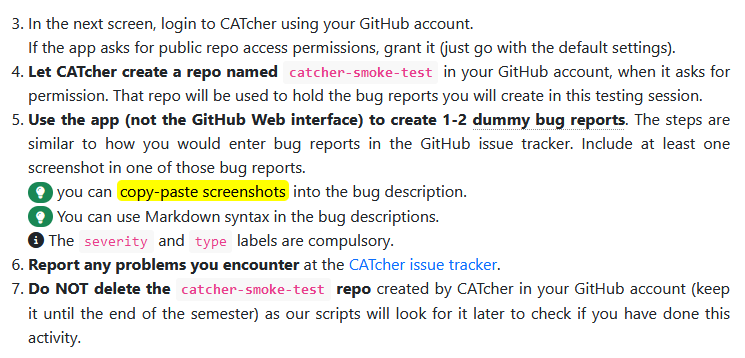 3. In the next screen, login to CATcher using your GitHub account.
If the app asks for public repo access permissions, grant it (just go with the default settings).
4. Let CATcher create a repo named catcher-smoke-test in your GitHub account, when it asks for
permission. That repo will be used to hold the bug reports you will create in this testing session.
5. Use the app (not the GitHub Web interface) to create 1-2 dummy bug reports. The steps are
similar to how you would enter bug reports in the GitHub issue tracker. Include at least one
screenshot in one of those bug reports.
you can copy-paste screenshots into the bug description.
You can use Markdown syntax in the bug descriptions.
The severity and type labels are compulsory.
6. Report any problems you encounter at the CATcher issue tracker.
7. Do NOT delete the catcher-smoke-test repo created by CATcher in your GitHub account (keep
it until the end of the semester) as our scripts will look for it later to check if you have done this
activity.